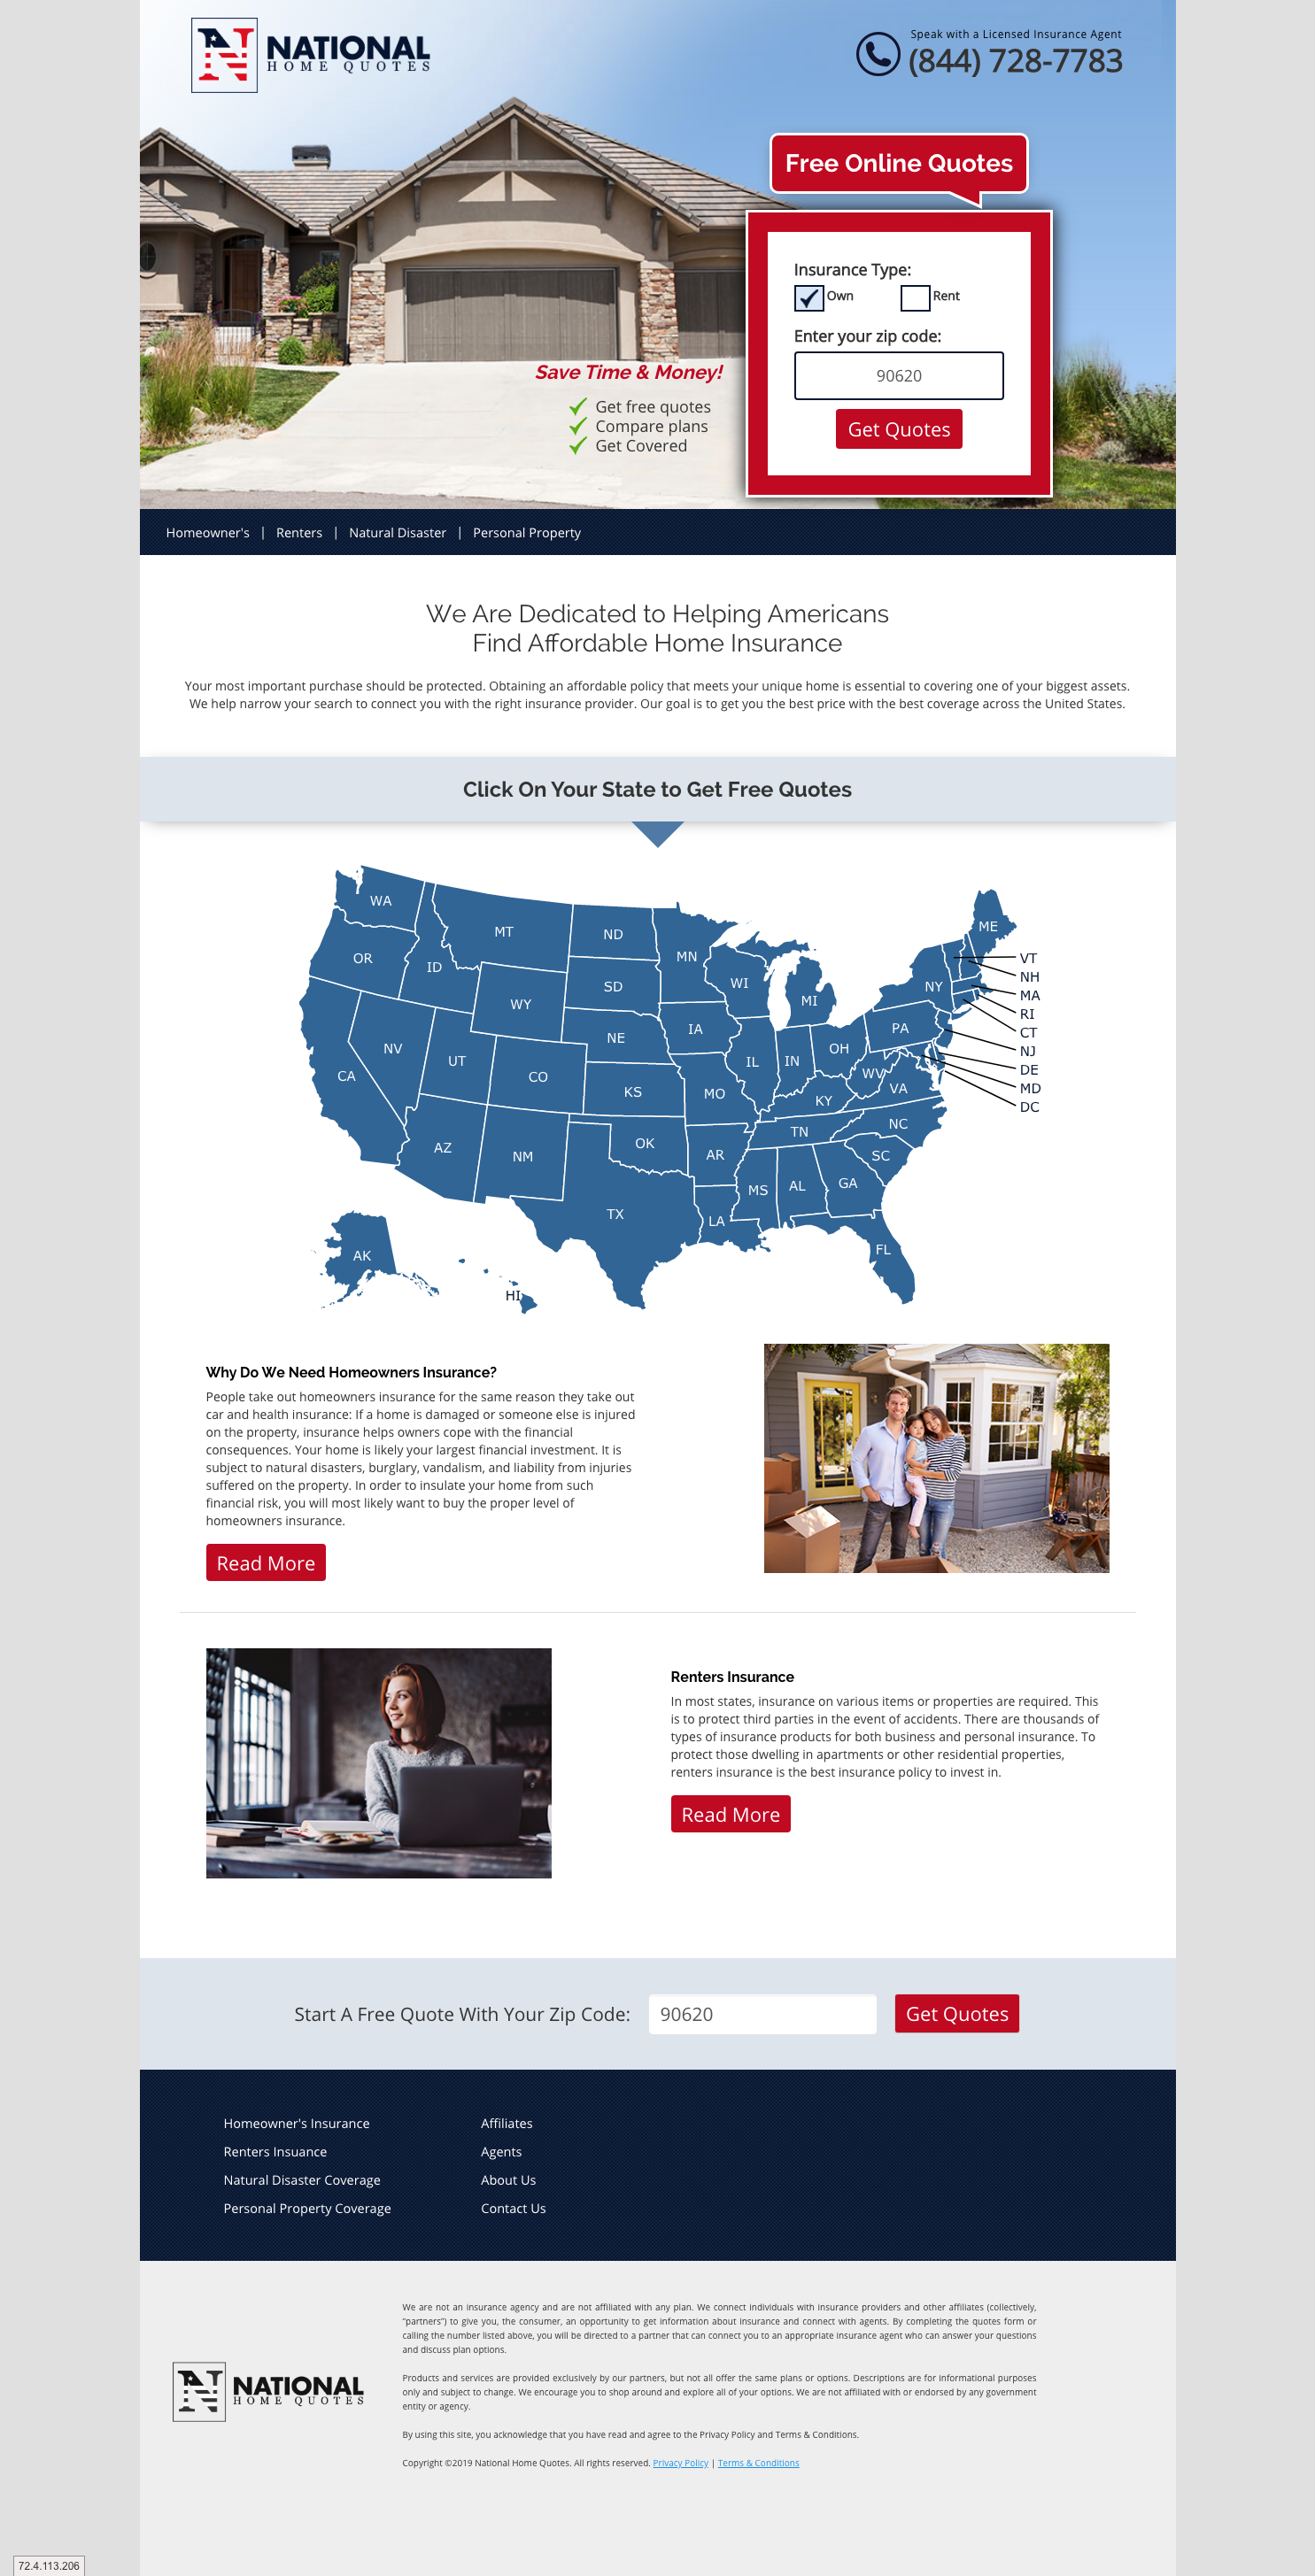 NATIONAL
HOME QUOTES
Speak with a Licensed Insurance Agent
(844) 728-7783
Free Online Quotes
Insurance Type:
Own Rent
Enter your zip code:
90620
Get Quotes
Save Time & Money!
Get free quotes
Compare plans
Get Covered
Homeowner's | Renters | Natural Disaster | Personal Property
We Are Dedicated to Helping Americans
Find Affordable Home Insurance
Your most important purchase should be protected. Obtaining an affordable policy that meets your unique home is essential to covering one of your biggest assets.
We help narrow your search to connect you with the right insurance provider. Our goal is to get you the best price with the best coverage across the United States.
Click On Your State to Get Free Quotes
WA
MT
ND
MN
ME
OR
ID
SD
WI
VT
NH
WY
MI
NY
MA
RI
NV
NE
IA
PA
CT
UT
CO
IL
IN
OH
NJ
CA
KS
MO
WV
VA
DE
KY
MD
DC
AZ
NM
OK
AR
TN
NC
SC
TX
LA
MS
AL
GA
FL
AK
HI
Why Do We Need Homeowners Insurance?
People take out homeowners insurance for the same reason they take out
car and health insurance: If a home is damaged or someone else is injured
on the property, insurance helps owners cope with the financial
consequences. Your home is likely your largest financial investment. It is
subject to natural disasters, burglary, vandalism, and liability from injuries
suffered on the property. In order to insulate your home from such
financial risk, you will most likely want to buy the proper level of
homeowners insurance.
Read More
Renters Insurance
In most states, insurance on various items or properties are required. This
is to protect third parties in the event of accidents. There are thousands of
types of insurance products for both business and personal insurance. To
protect those dwelling in apartments or other residential properties,
renters insurance is the best insurance policy to invest in.
Read More
Start A Free Quote With Your Zip Code: 90620 Get Quotes
Homeowner's Insurance
Renters Insuance
Natural Disaster Coverage
Personal Property Coverage
Affiliates
Agents
About Us
Contact Us
NATIONAL
HOME QUOTES
We are not an insurance agency and are not affiliated with any plan. We connect individuals with insurance providers and other affiliates (collectively,
“partners”) to give you, the consumer, an opportunity to get information about insurance and connect with agents. By completing the quotes form or
calling the number listed above, you will be directed to a partner that can connect you to an appropriate insurance agent who can answer your questions
and discuss plan options.
Products and services are provided exclusively by our partners, but not all offer the same plans or options. Descriptions are for informational purposes
only and subject to change. We encourage you to shop around and explore all of your options. We are not affiliated with or endorsed by any government
entity or agency.
By using this site, you acknowledge that you have read and agree to the Privacy Policy and Terms & Conditions.
Copyright ©2019 National Home Quotes. All rights reserved. Privacy Policy | Terms & Conditions
72.4.113.206